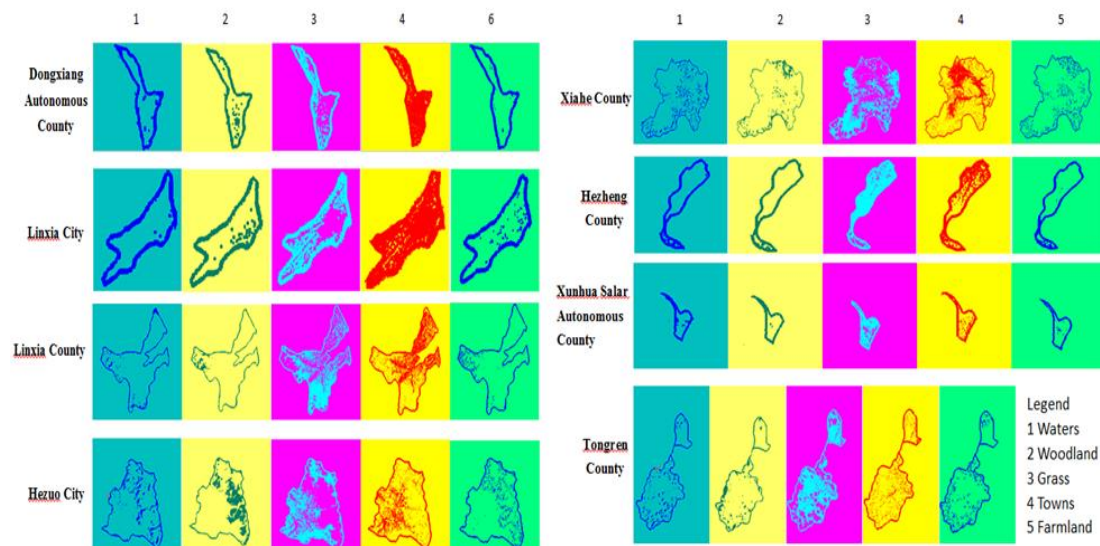 1 2 3 4 6
Dongxiang
Autonomous
County
Linxia City
Linxia County
Hezuo City
1 2 3 4 5
Xiahe County
Hezheng
County
Xunhua Salar
Autonomous
County
Tongren
County
Legend
1 Waters
2 Woodland
3 Grass
4 Towns
5 Farmland